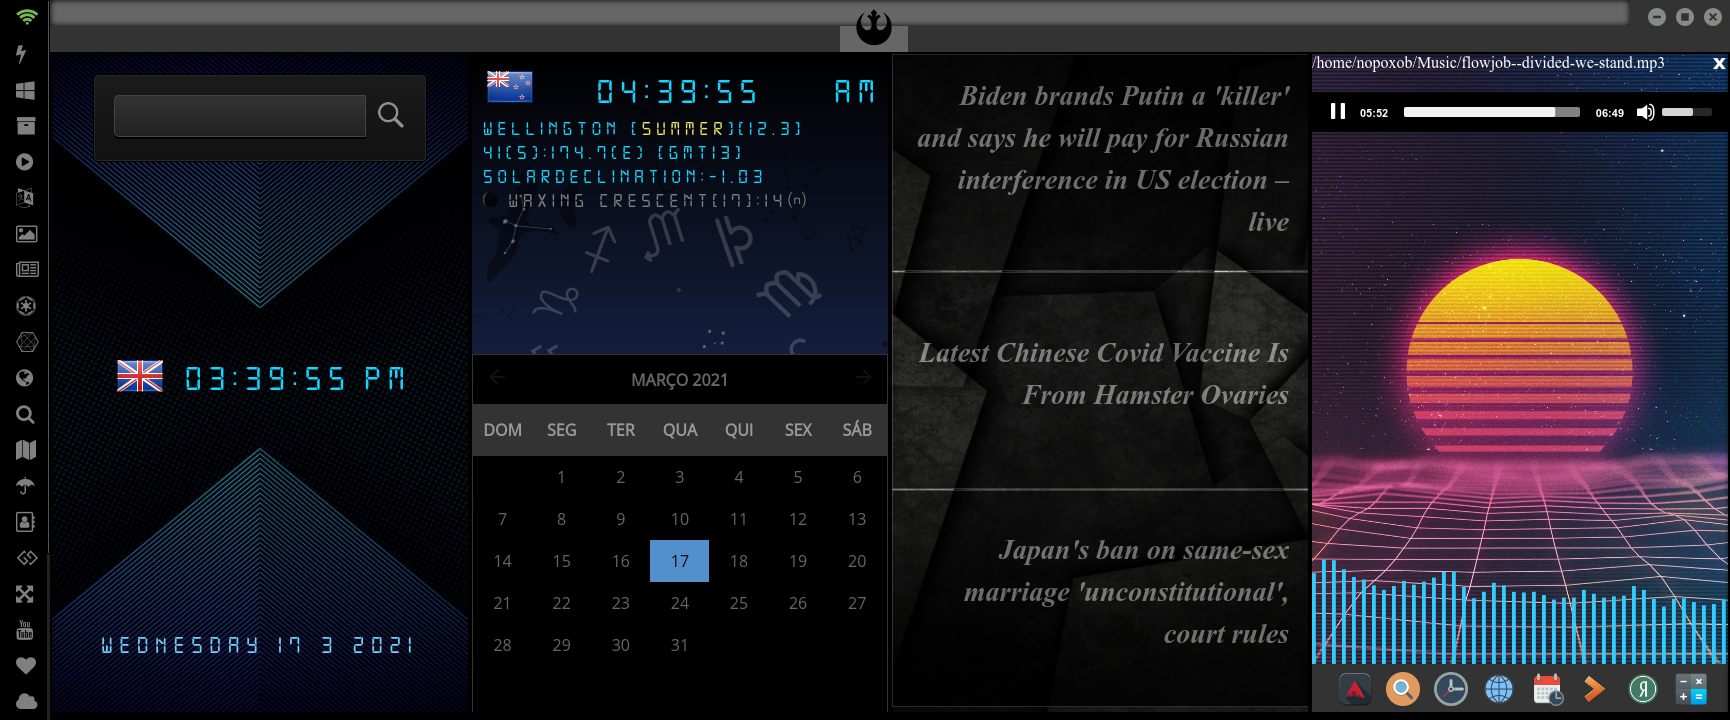 03:39:55 PM
WEDNESDAY 17 3 2021
04:39:55 AM
WELLINGTON [SUMMER][12.3]
41(S):174.7(E) [GMT13]
SOLARDECLINATION:-1.03
WAXING CRESCENT[17]:14(n)
MARÇO 2021
DOM SEG TER QUA QUI SEX SÁB
1 2 3 4 5 6
7 8 9 10 11 12 13
14 15 16 17 18 19 20
21 22 23 24 25 26 27
28 29 30 31
Biden brands Putin a 'killer'
and says he will pay for Russian
interference in US election –
live
Latest Chinese Covid Vaccine Is
From Hamster Ovaries
Japan's ban on same-sex
marriage 'unconstitutional',
court rules
/home/nopoxob/Music/flowjob--divided-we-stand.mp3 x
05:52 06:49
You
Tube